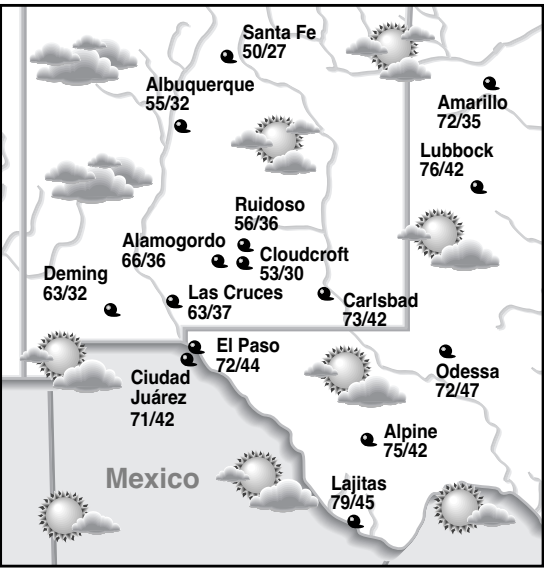 Santa Fe
50/27
Albuquerque
55/32
Amarillo
72/35
Lubbock
76/42
Ruidoso
56/36
Alamogordo
66/36
Cloudcroft
53/30
Deming
63/32
Las Cruces
63/37
Carlsbad
73/42
El Paso
72/44
Ciudad
Juárez
71/42
Odessa
72/47
Alpine
75/42
Mexico
Lajitas
79/45